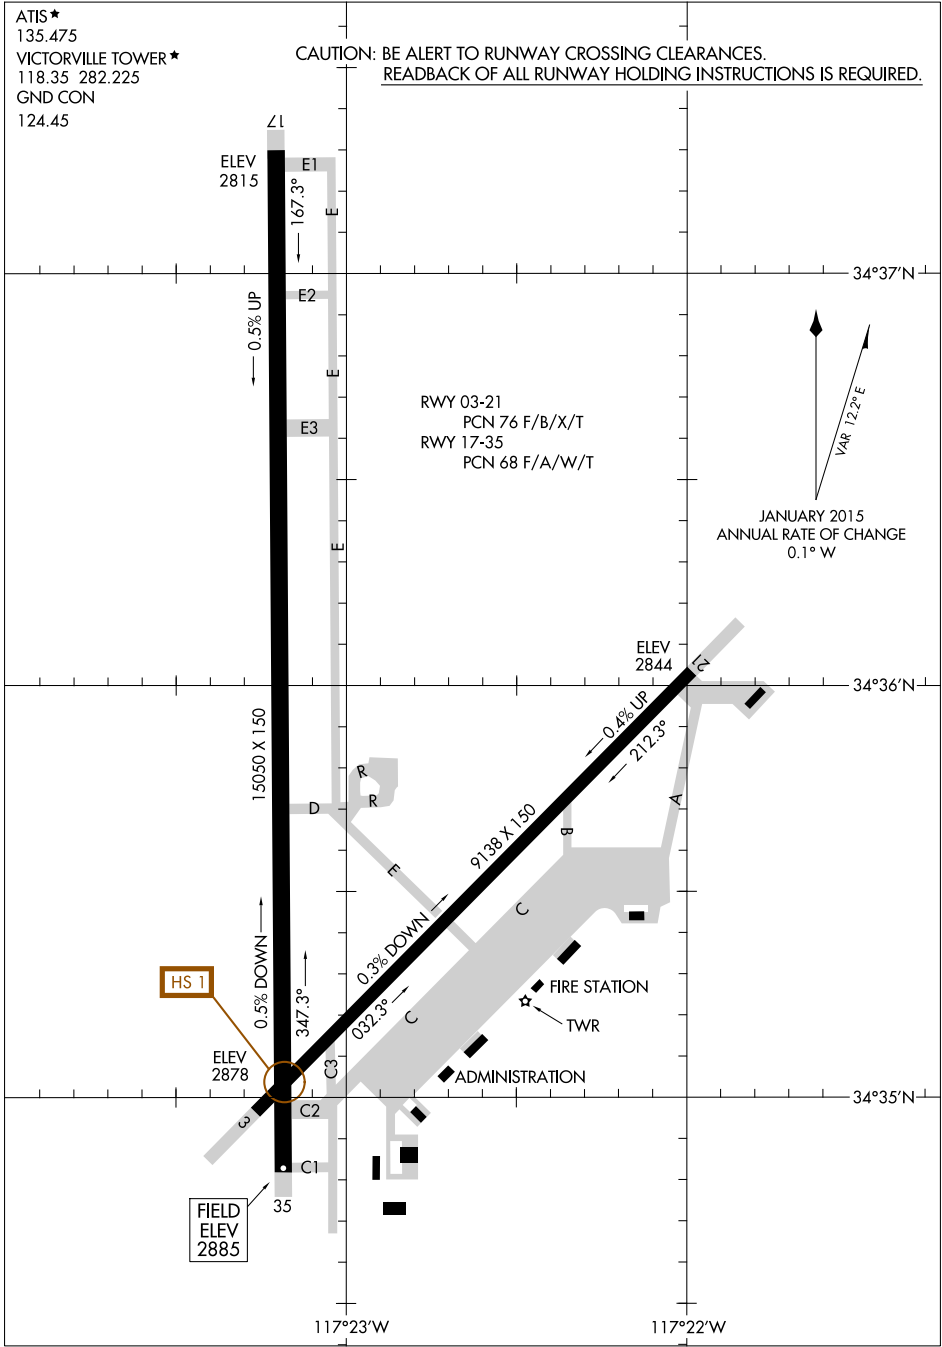 ATIS★
135.475
VICTORVILLE TOWER★
118.35 282.225
GND CON
124.45
CAUTION: BE ALERT TO RUNWAY CROSSING CLEARANCES.
READBACK OF ALL RUNWAY HOLDING INSTRUCTIONS IS REQUIRED.
17
ELEV
2815
E1
167.3°
E
34°37'N
E2
0.5% UP
E
E3
RWY 03-21
PCN 76 F/B/X/T
RWY 17-35
PCN 68 F/A/W/T
VAR 12.2° E
JANUARY 2015
ANNUAL RATE OF CHANGE
0.1° W
E
ELEV
2844
21
34°36'N
0.4% UP
212.3°
15050 X 150
R
R
D
A
B
9138 X 150
E
C
0.3% DOWN
0.5% DOWN
347.3°
032.3°
C
HS 1
FIRE STATION
TWR
ELEV
2878
C3
ADMINISTRATION
34°35'N
C2
3
C1
35
FIELD
ELEV
2885
117°23'W
117°22'W